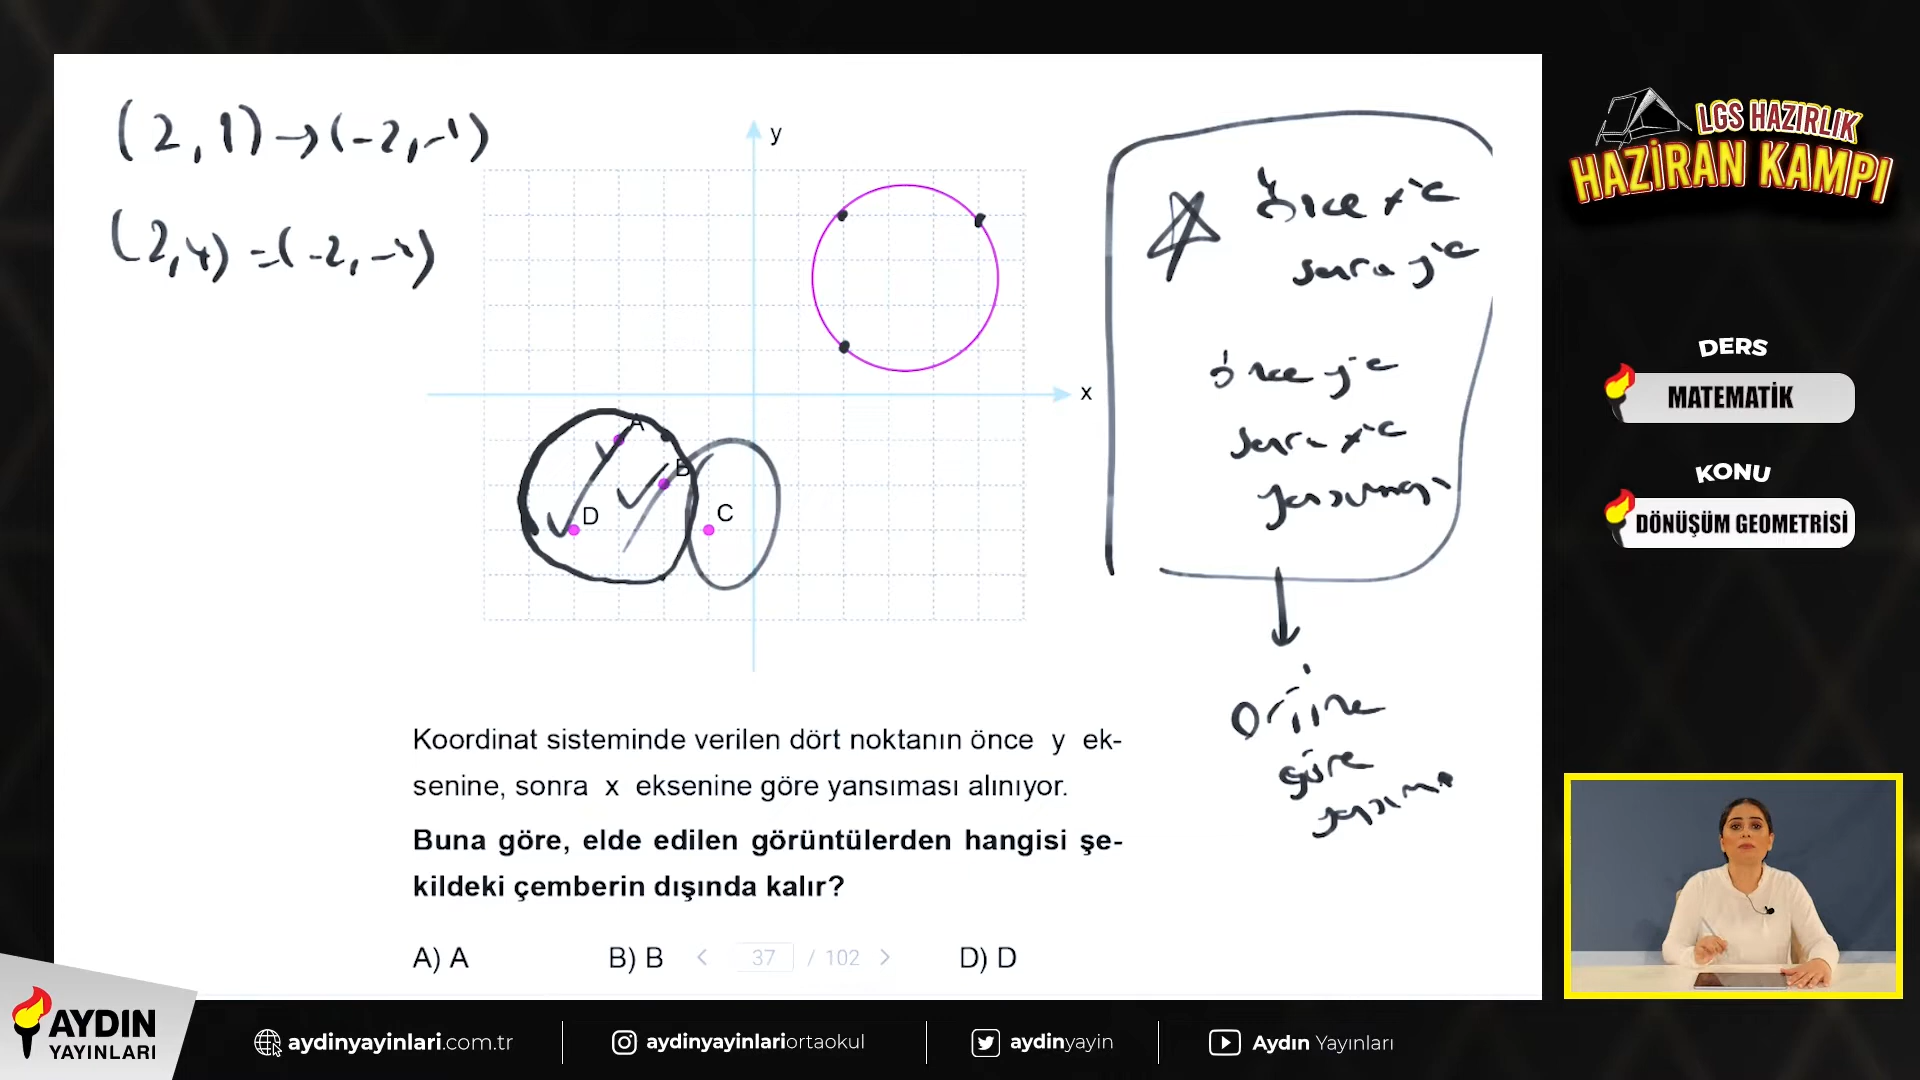 (2,1)→(-2,-1)
(2,4)=(-2,-4)
y
x
A
B
C
D
Önce x'e
sonra y'e
önce y'e
sonra x'e
yansıması
Orjine
göre
yansıma
Koordinat sisteminde verilen dört noktanın önce y ek-
senine, sonra x eksenine göre yansıması alınıyor.
Buna göre, elde edilen görüntülerden hangisi şe-
kildeki çemberin dışında kalır?
A) A B) B < 37 / 102 > D) D
LGS HAZIRLIK
HAZİRAN KAMPI
DERS
MATEMATİK
KONU
DÖNÜŞÜM GEOMETRİSİ
AYDIN
YAYINLARI
aydinyayinlari.com.tr
aydinyayinlariortaokul
aydinyayin
Aydın Yayınları